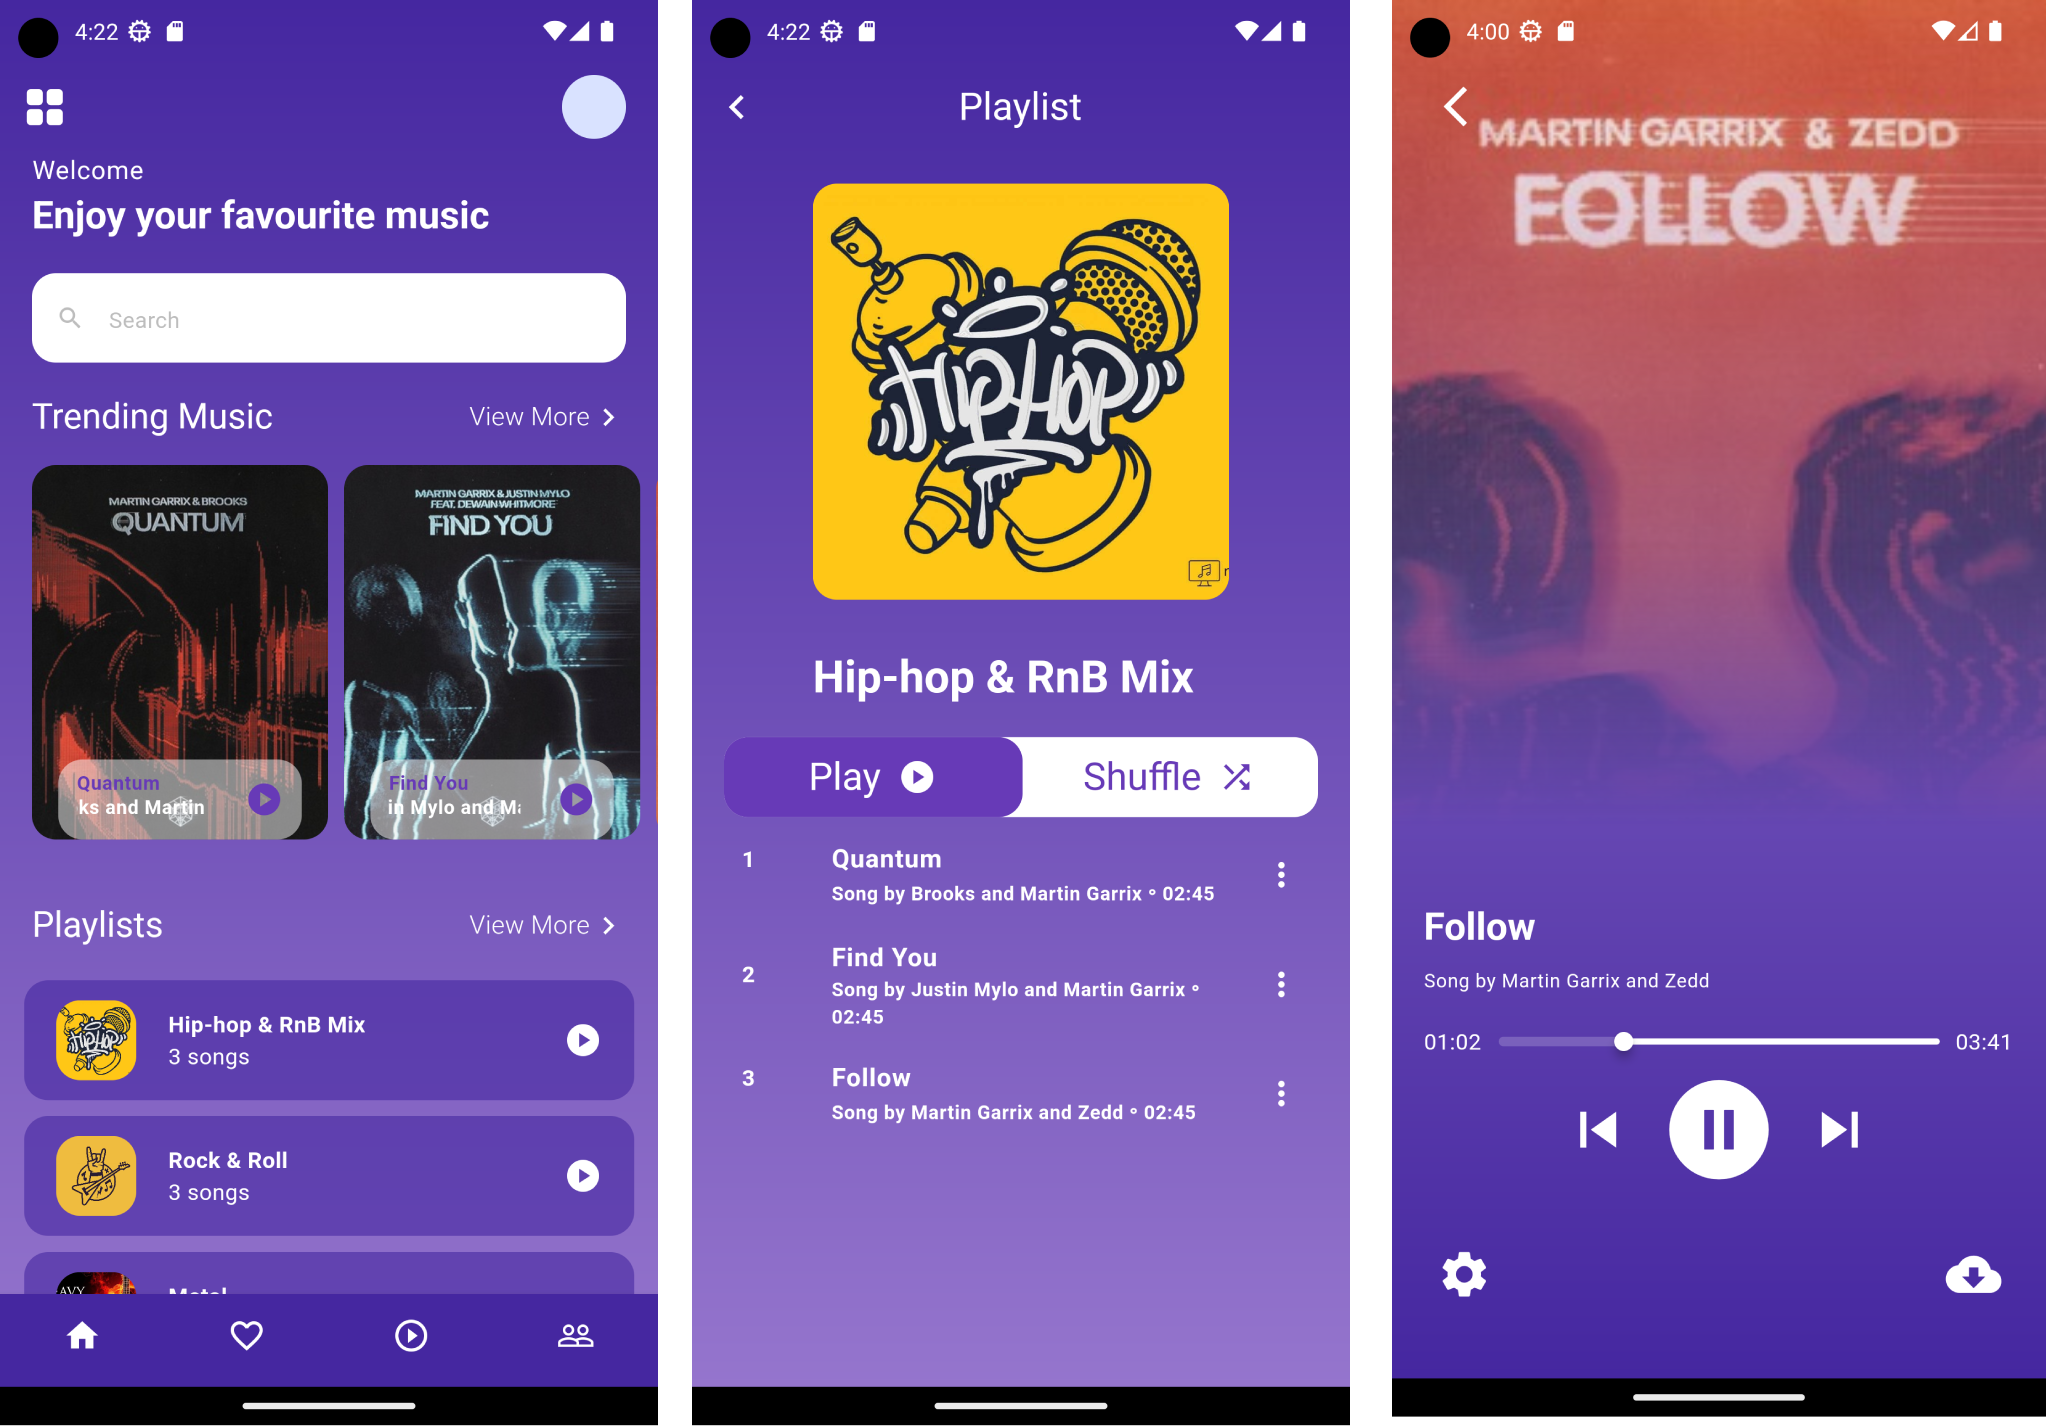 4:22
Welcome
Enjoy your favourite music
Search
Trending Music
View More
MARTIN GARRIX & BROOKS
QUANTUM
Quantum
ks and Martin
MARTIN GARRIX & JUSTIN MYLO
FEAT. DEWAIN WHITMORE
FIND YOU
Find You
in Mylo and Ma
Playlists
View More
Hip-hop & RnB Mix
3 songs
Rock & Roll
3 songs
AVY
Metal
4:22
Playlist
HipHop
Hip-hop & RnB Mix
Play
Shuffle
1
Quantum
Song by Brooks and Martin Garrix ° 02:45
2
Find You
Song by Justin Mylo and Martin Garrix °
02:45
3
Follow
Song by Martin Garrix and Zedd ° 02:45
4:00
MARTIN GARRIX & ZEDD
FOLLOW
Follow
Song by Martin Garrix and Zedd
01:02
03:41